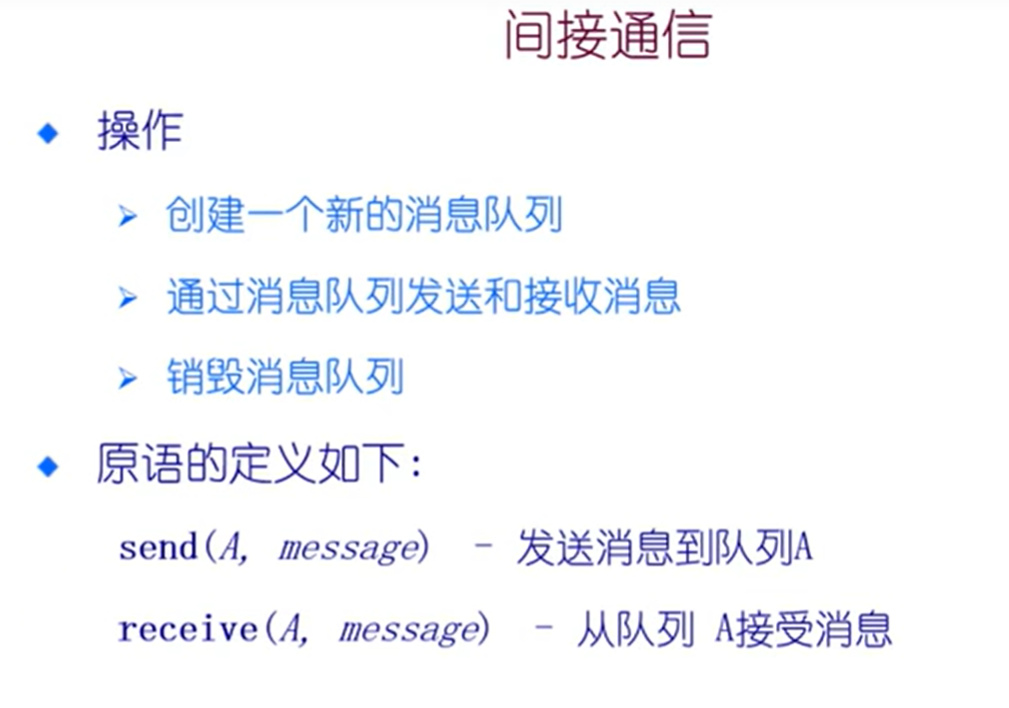 间接通信
操作
创建一个新的消息队列
通过消息队列发送和接收消息
销毁消息队列
原语的定义如下：
send(A, message) － 发送消息到队列A
receive(A, message) － 从队列 A接受消息